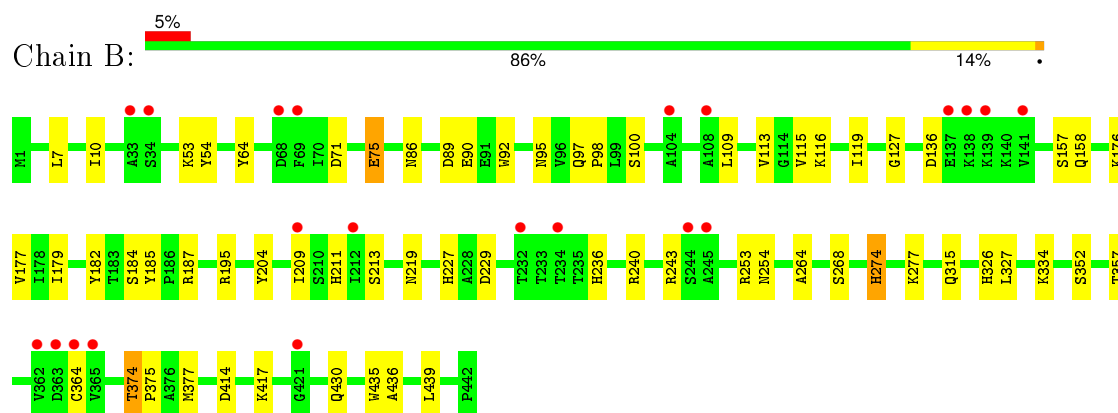 5%
Chain B:
86% 14% •
M1 L7 I10 A33 S34 K53 Y54 Y64 D68 F69 I70 D71 E75 N86 D89 E90 E91 W92 N95 V96 Q97 P98 L99 S100 A104 A108 L109 V113 G114 V115 K116 I119 G127 D136 E137 K138 K139 K140 V141 S157 Q158 K176
V177 I178 I179 Y182 T183 S184 Y185 P186 R187 R195 Y204 I209 S210 H211 I212 S213 N219 H227 A228 D229 T232 T233 T234 T235 H236 R240 R243 S244 A245 R253 N254 A264 S268 H274 K277 Q315 H326 L327 K334 S352 T357
V362 D363 C364 V365 T374 P375 A376 M377 D414 K417 G421 Q430 W435 A436 L439 P442